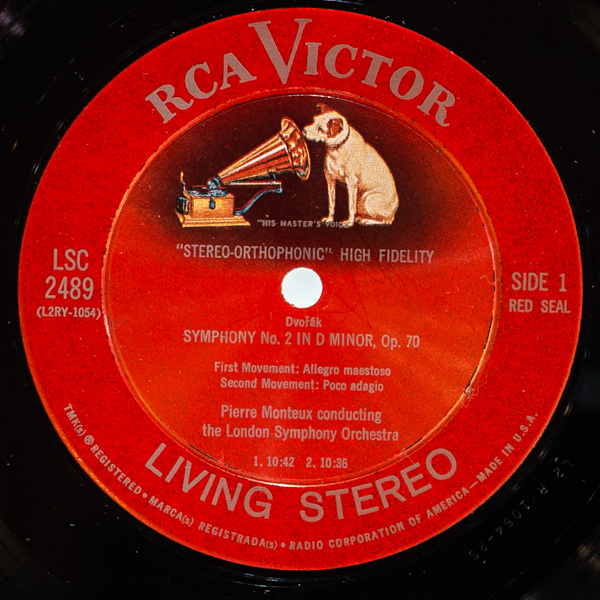 RCA VICTOR
"HIS MASTER'S VOICE"
"STEREO-ORTHOPHONIC" HIGH FIDELITY
LSC
2489
(L2RY-1054)
SIDE 1
RED SEAL
Dvořák
SYMPHONY No. 2 IN D MINOR, Op. 70
First Movement: Allegro maestoso
Second Movement: Poco adagio
Pierre Monteux conducting
the London Symphony Orchestra
1. 10:42 2. 10:36
LIVING STEREO
TMK(s) ® REGISTERED • MARCA(s) REGISTRADA(s) • RADIO CORPORATION OF AMERICA—MADE IN U.S.A.